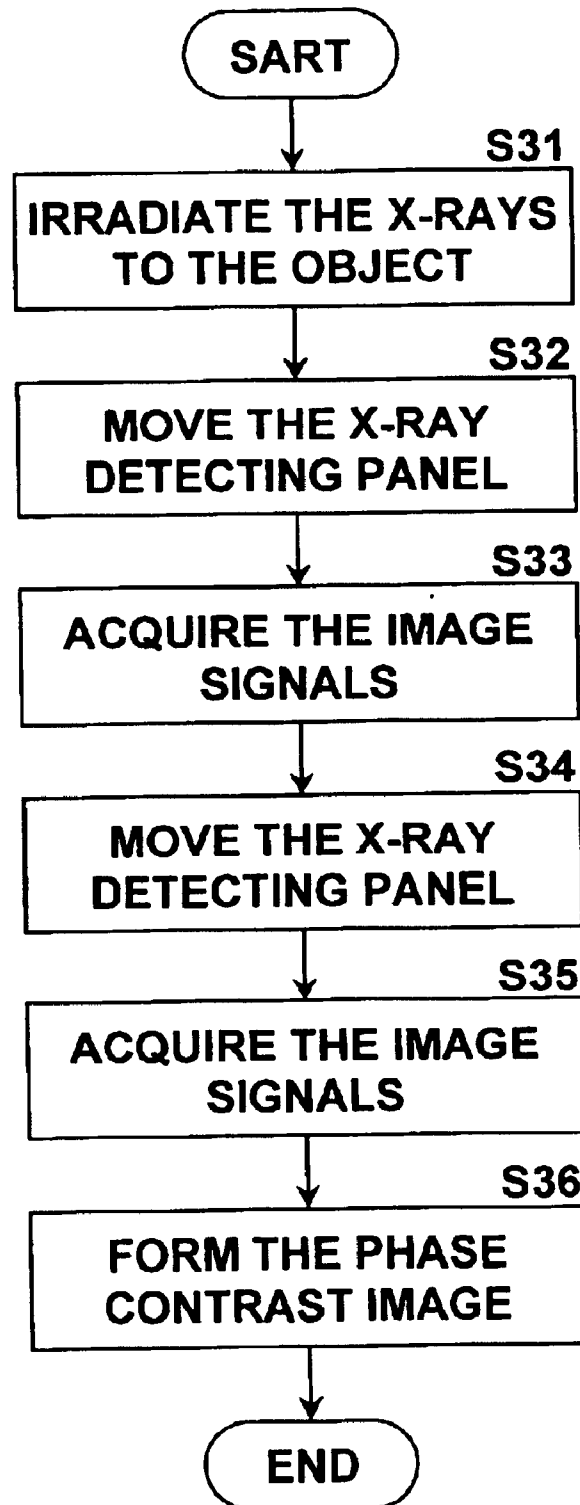 SART
S31
IRRADIATE THE X-RAYS
TO THE OBJECT
S32
MOVE THE X-RAY
DETECTING PANEL
S33
ACQUIRE THE IMAGE
SIGNALS
S34
MOVE THE X-RAY
DETECTING PANEL
S35
ACQUIRE THE IMAGE
SIGNALS
S36
FORM THE PHASE
CONTRAST IMAGE
END